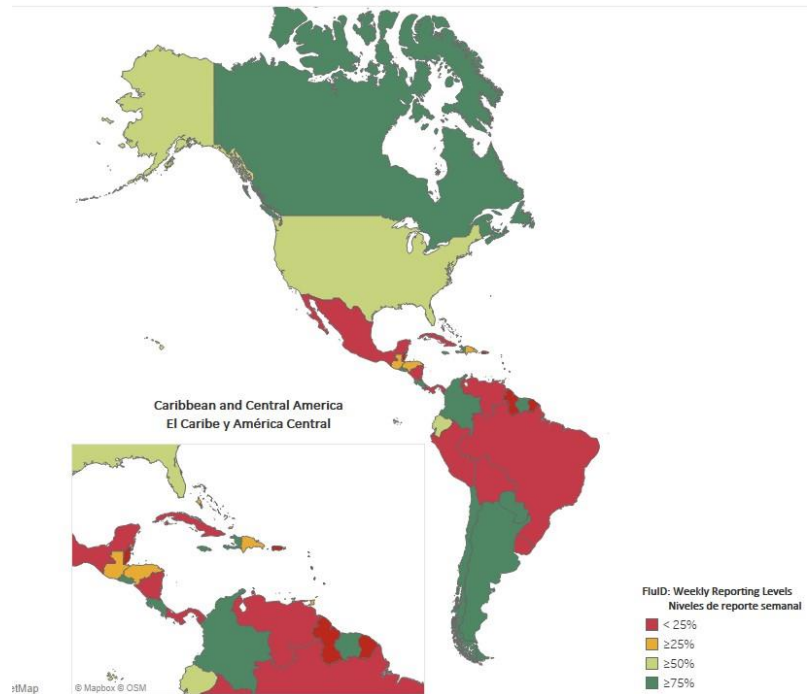 Caribbean and Central America
El Caribe y América Central
FluID: Weekly Reporting Levels
Niveles de reporte semanal
< 25%
≥25%
≥50%
≥75%
© Mapbox © OSM
etMap